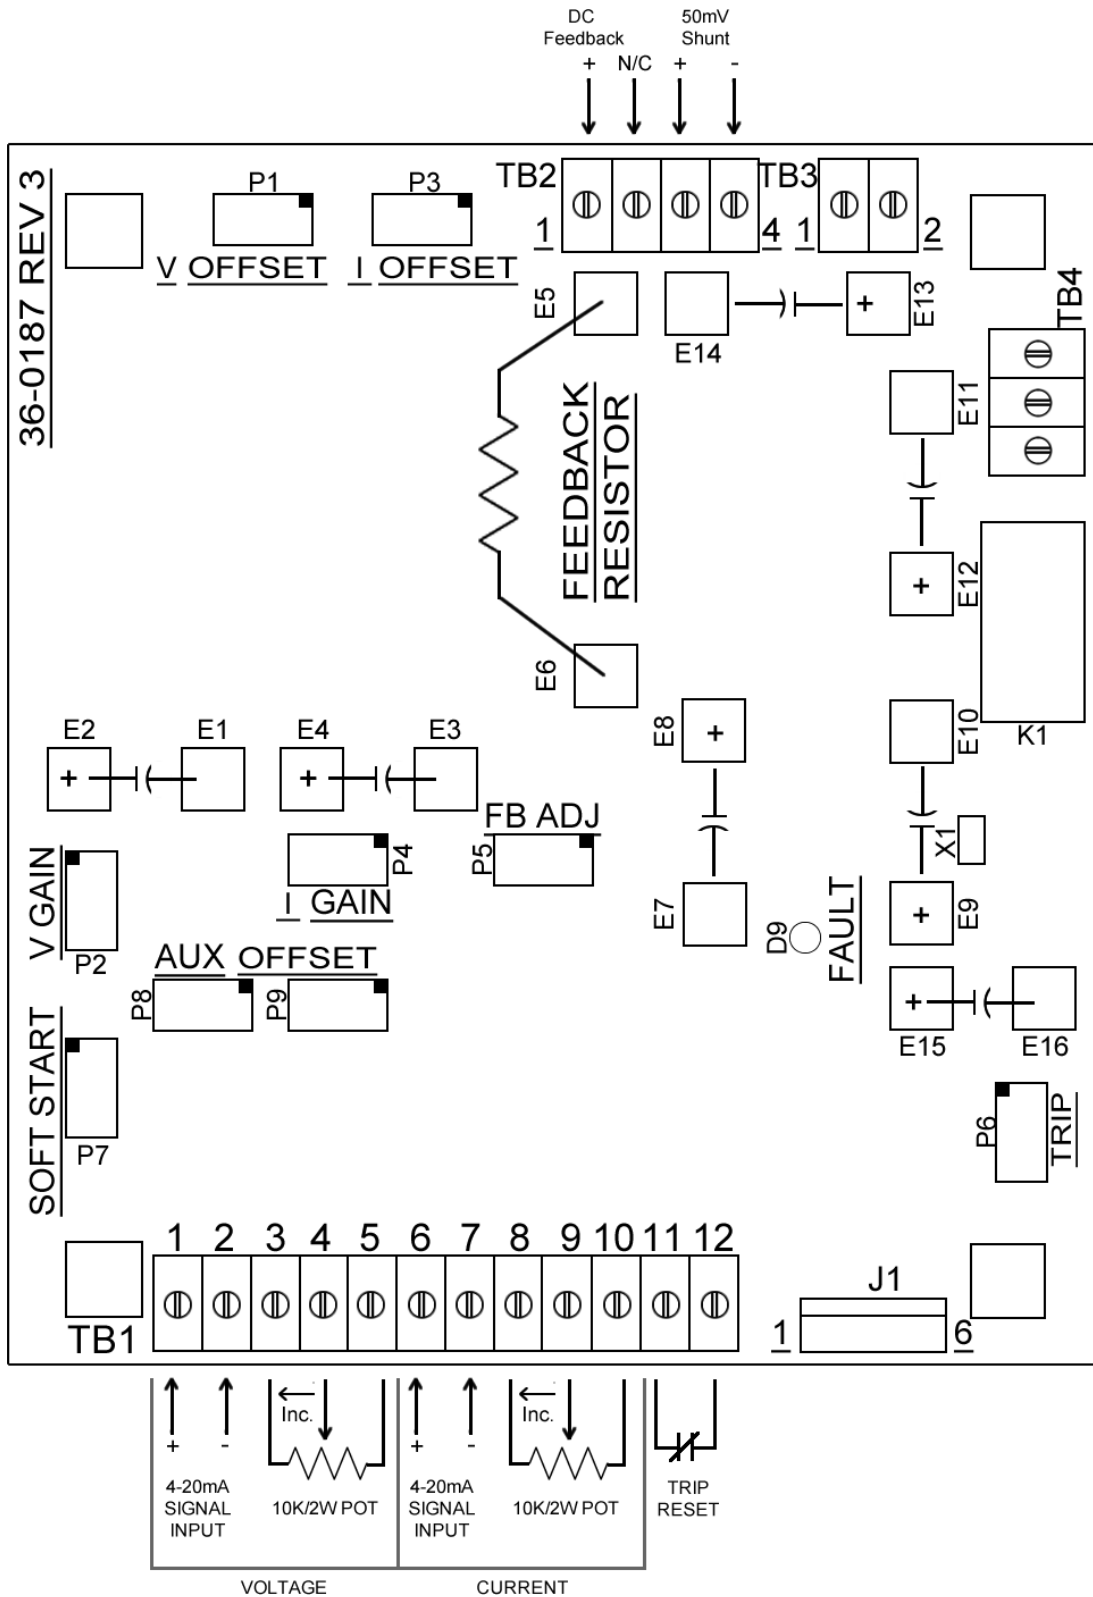 DC
Feedback
50mV
Shunt
+ N/C + -
36-0187 REV 3
P1
V OFFSET
P3
I OFFSET
TB2
1
4
TB3
1
2
TB4
E5
E14
+
E13
E11
FEEDBACK
RESISTOR
+
E12
E6
E10
K1
E2
+
E1
E4
+
E3
E8
+
FB ADJ
P5
P4
I GAIN
V GAIN
P2
E7
X1
D9
FAULT
+
E9
AUX OFFSET
P8
P9
+
E15
E16
SOFT START
P7
P6
TRIP
1 2 3 4 5 6 7 8 9 10 11 12
TB1
J1
1
6
+ -
4-20mA
SIGNAL
INPUT
Inc.
10K/2W POT
+ -
4-20mA
SIGNAL
INPUT
Inc.
10K/2W POT
TRIP
RESET
VOLTAGE
CURRENT